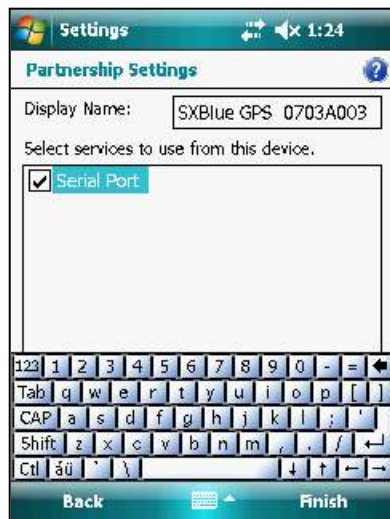 Settings 1:24
Partnership Settings ?
Display Name: SXBlue GPS 0703A003
Select services to use from this device.
Serial Port
123 1 2 3 4 5 6 7 8 9 0 - =
Tab q w e r t y u i o p [ ]
CAP a s d f g h j k l ; '
Shift z x c v b n m , . /
Ctl áü ` \
Back Finish